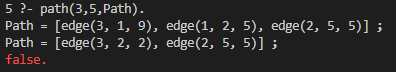 5 ?- path(3,5,Path).
Path = [edge(3, 1, 9), edge(1, 2, 5), edge(2, 5, 5)] ;
Path = [edge(3, 2, 2), edge(2, 5, 5)] ;
false.